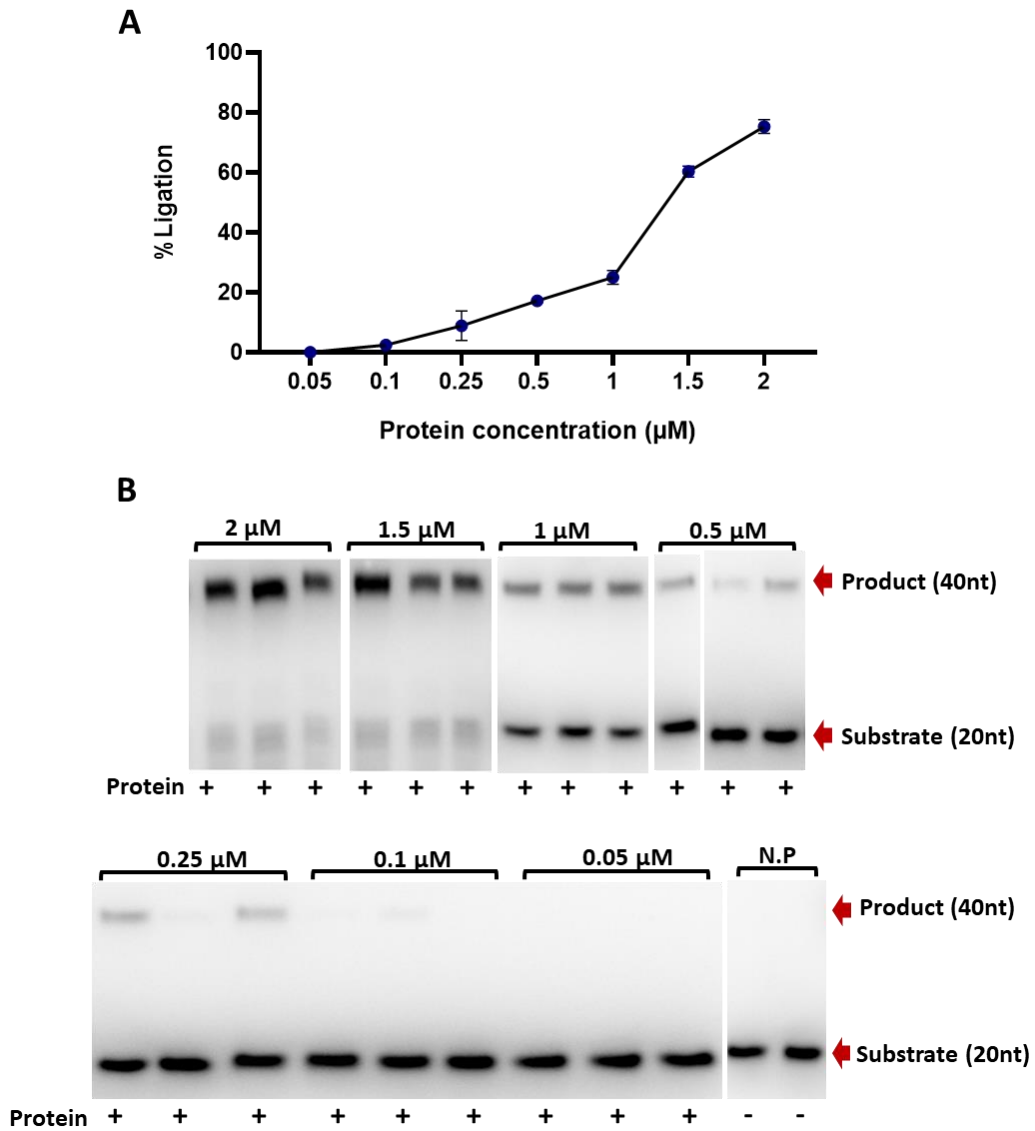 A
100
80
60
40
20
0
% Ligation
0.05 0.1 0.25 0.5 1 1.5 2
Protein concentration (µM)
B
2 µM 1.5 µM 1 µM 0.5 µM
Product (40nt)
Substrate (20nt)
Protein + + + + + + + + + + + +
0.25 µM 0.1 µM 0.05 µM N.P
Product (40nt)
Substrate (20nt)
Protein + + + + + + + + + - -